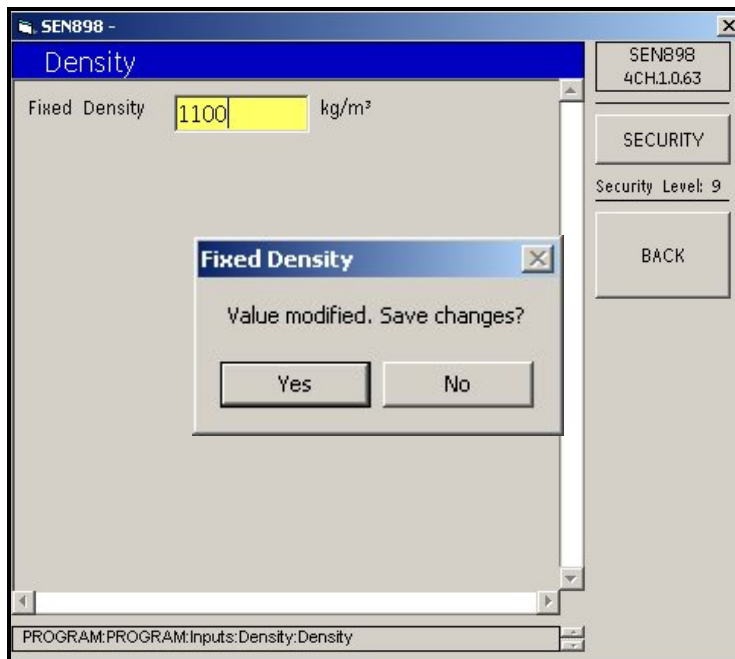 SEN898 -
Density
Fixed Density 1100 kg/m³
Fixed Density
Value modified. Save changes?
Yes No
SEN898
4CH.1.0.63
SECURITY
Security Level: 9
BACK
PROGRAM:PROGRAM:Inputs:Density:Density